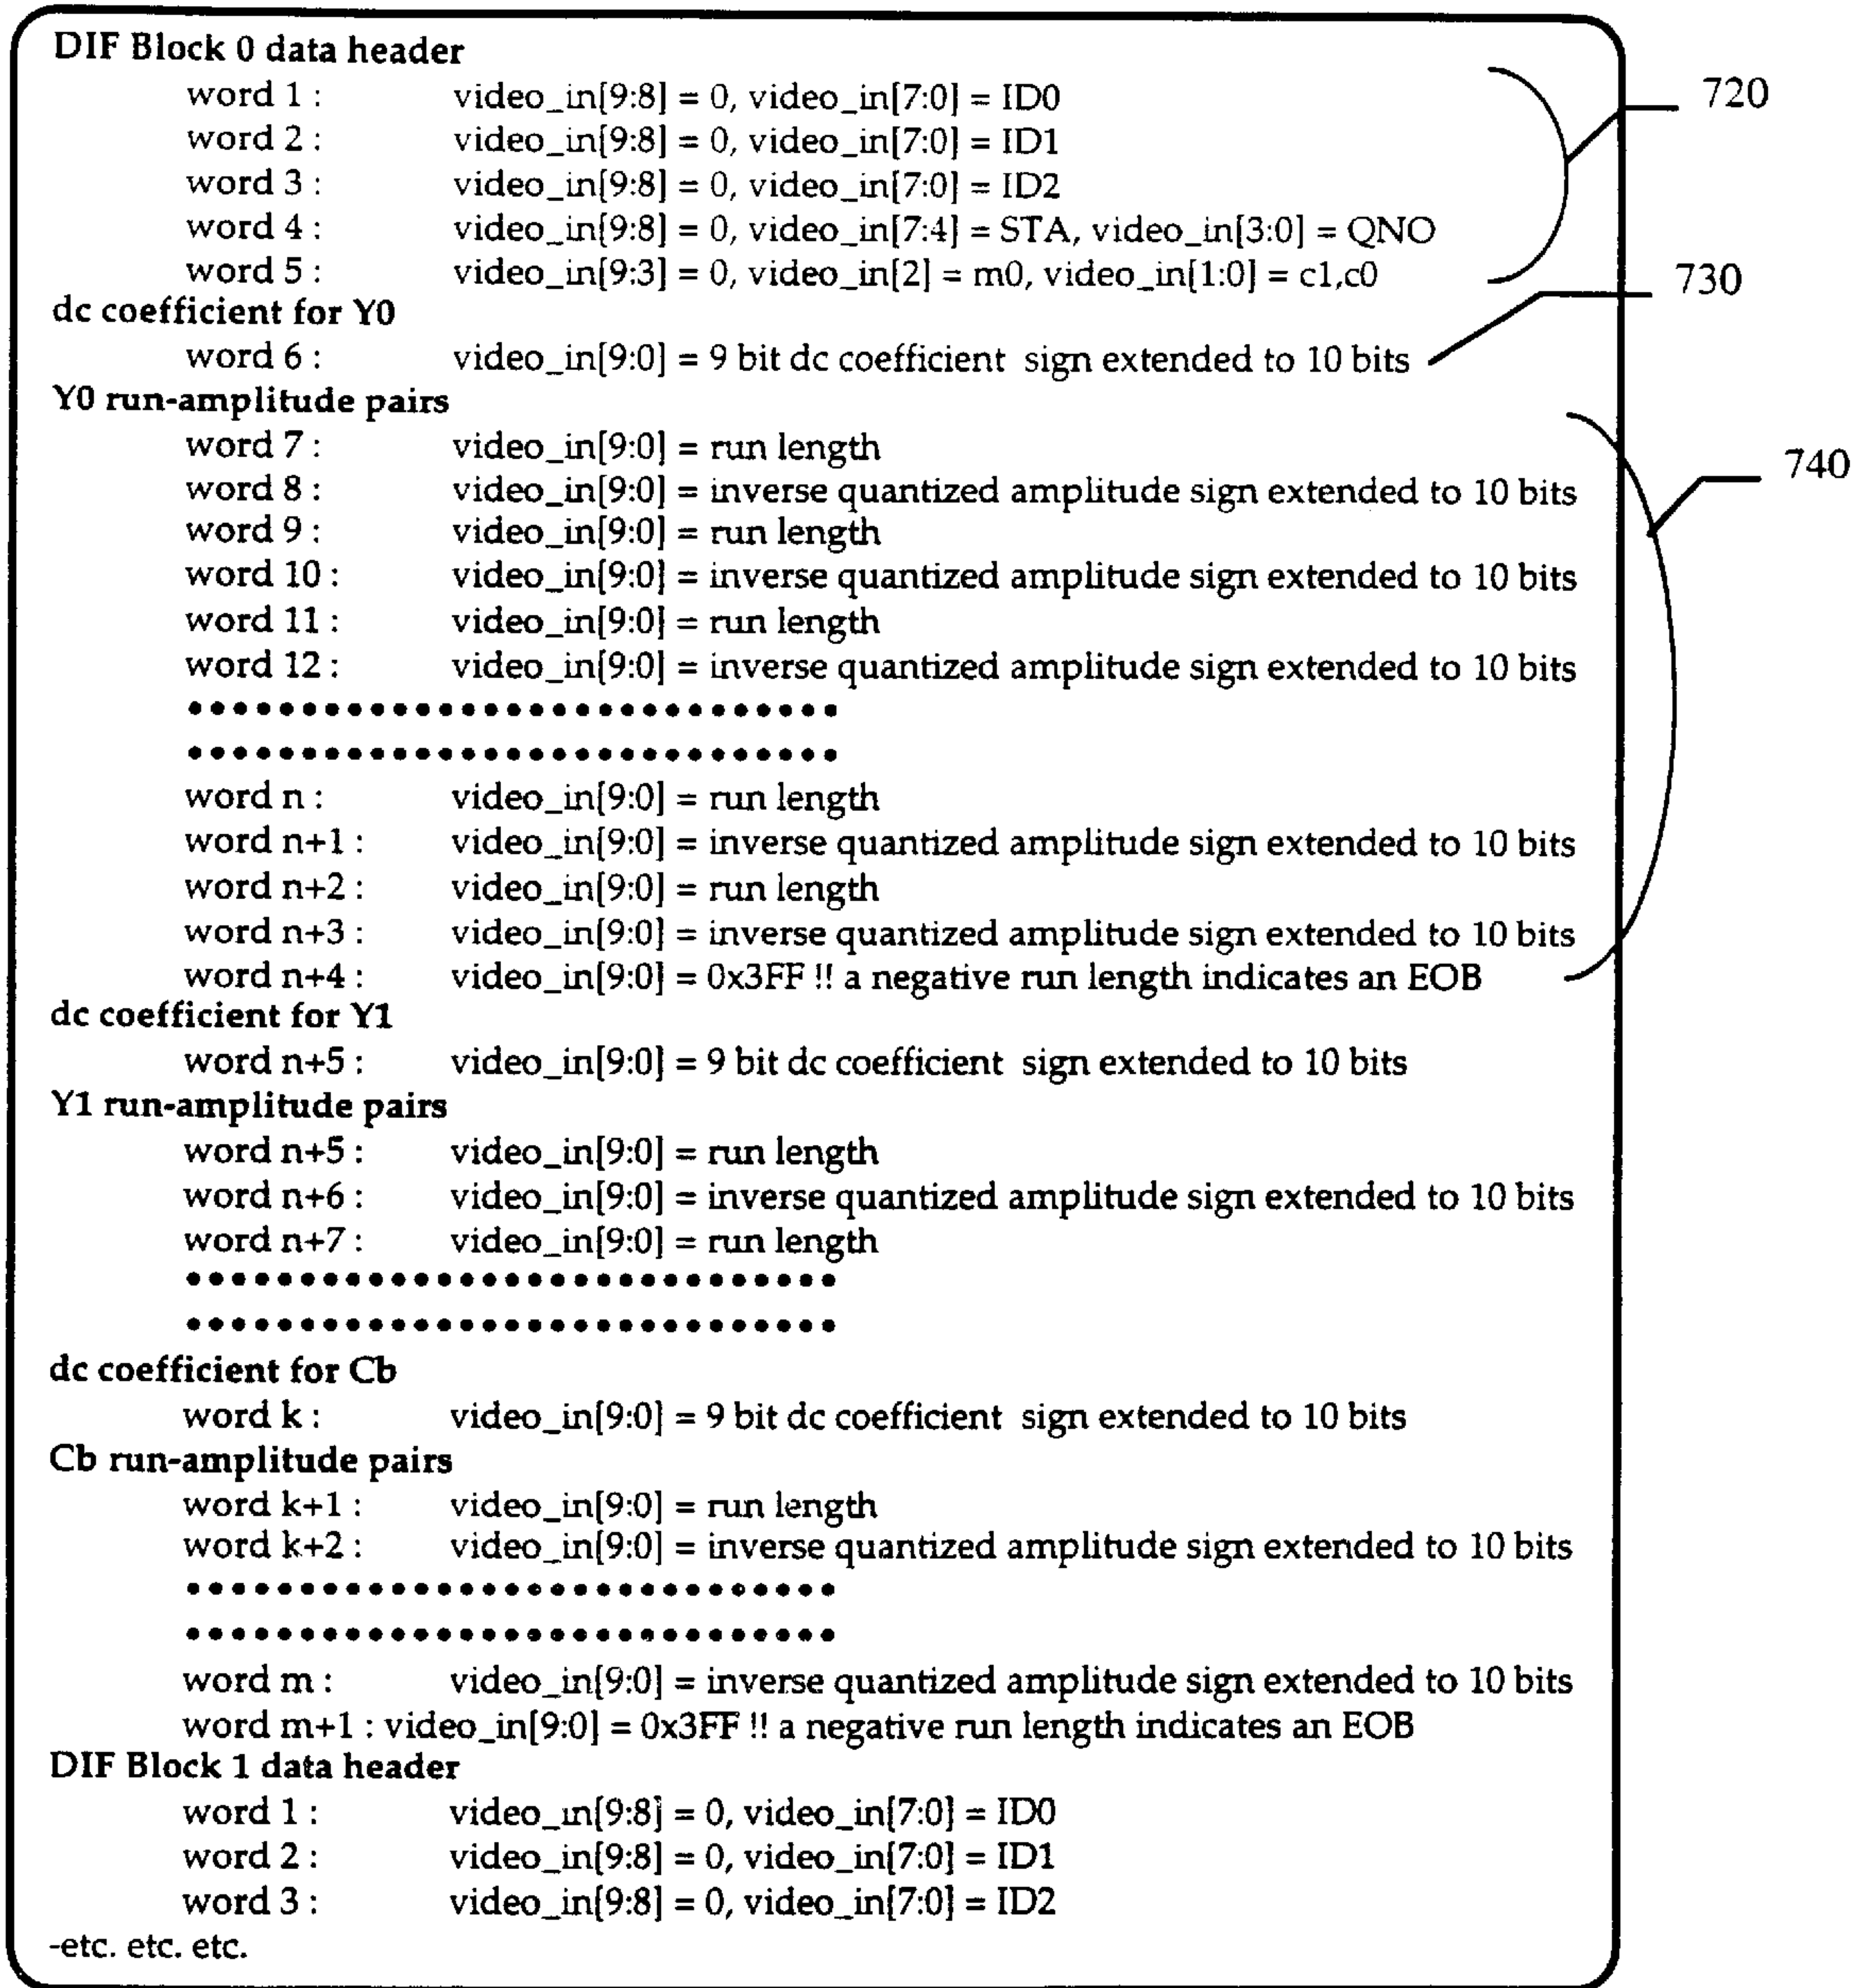 DIF Block 0 data header
word 1 : video_in[9:8] = 0, video_in[7:0] = ID0
720
word 2 : video_in[9:8] = 0, video_in[7:0] = ID1
word 3 : video_in[9:8] = 0, video_in[7:0] = ID2
word 4 : video_in[9:8] = 0, video_in[7:4] = STA, video_in[3:0] = QNO
word 5 : video_in[9:3] = 0, video_in[2] = m0, video_in[1:0] = c1,c0
730
dc coefficient for Y0
word 6 : video_in[9:0] = 9 bit dc coefficient sign extended to 10 bits
Y0 run-amplitude pairs
word 7 : video_in[9:0] = run length
740
word 8 : video_in[9:0] = inverse quantized amplitude sign extended to 10 bits
word 9 : video_in[9:0] = run length
word 10 : video_in[9:0] = inverse quantized amplitude sign extended to 10 bits
word 11 : video_in[9:0] = run length
word 12 : video_in[9:0] = inverse quantized amplitude sign extended to 10 bits
word n : video_in[9:0] = run length
word n+1 : video_in[9:0] = inverse quantized amplitude sign extended to 10 bits
word n+2 : video_in[9:0] = run length
word n+3 : video_in[9:0] = inverse quantized amplitude sign extended to 10 bits
word n+4 : video_in[9:0] = 0x3FF !! a negative run length indicates an EOB
dc coefficient for Y1
word n+5 : video_in[9:0] = 9 bit dc coefficient sign extended to 10 bits
Y1 run-amplitude pairs
word n+5 : video_in[9:0] = run length
word n+6 : video_in[9:0] = inverse quantized amplitude sign extended to 10 bits
word n+7 : video_in[9:0] = run length
dc coefficient for Cb
word k : video_in[9:0] = 9 bit dc coefficient sign extended to 10 bits
Cb run-amplitude pairs
word k+1 : video_in[9:0] = run length
word k+2 : video_in[9:0] = inverse quantized amplitude sign extended to 10 bits
word m : video_in[9:0] = inverse quantized amplitude sign extended to 10 bits
word m+1 : video_in[9:0] = 0x3FF !! a negative run length indicates an EOB
DIF Block 1 data header
word 1 : video_in[9:8] = 0, video_in[7:0] = ID0
word 2 : video_in[9:8] = 0, video_in[7:0] = ID1
word 3 : video_in[9:8] = 0, video_in[7:0] = ID2
-etc. etc. etc.